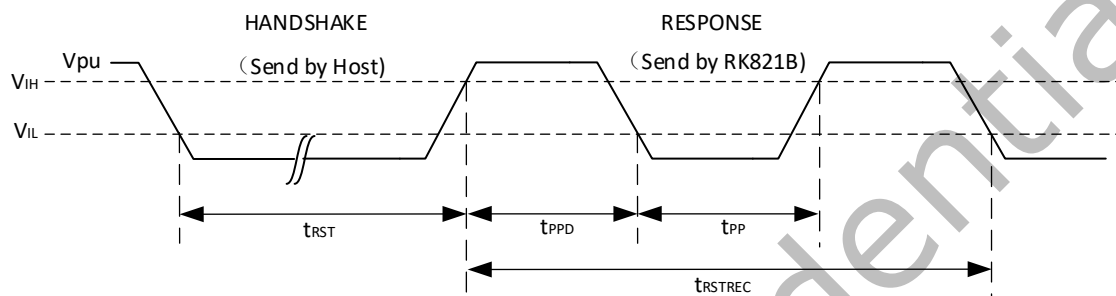 HANDSHAKE
RESPONSE
Vpu
（Send by Host)
（Send by RK821B)
VIH
VIL
tRST
tPPD
tPP
tRSTREC